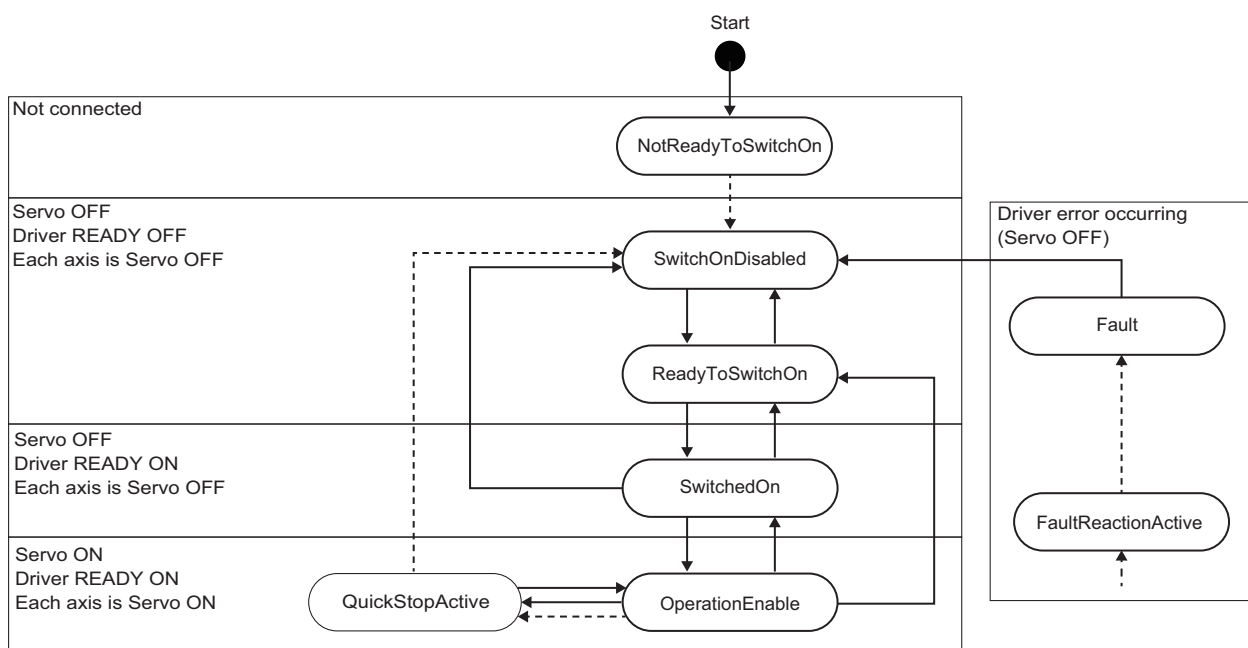 Start
Not connected
NotReadyToSwitchOn
Servo OFF
Driver READY OFF
Each axis is Servo OFF
SwitchOnDisabled
ReadyToSwitchOn
Driver error occurring
(Servo OFF)
Fault
Servo OFF
Driver READY ON
Each axis is Servo OFF
SwitchedOn
FaultReactionActive
Servo ON
Driver READY ON
Each axis is Servo ON
QuickStopActive
OperationEnable